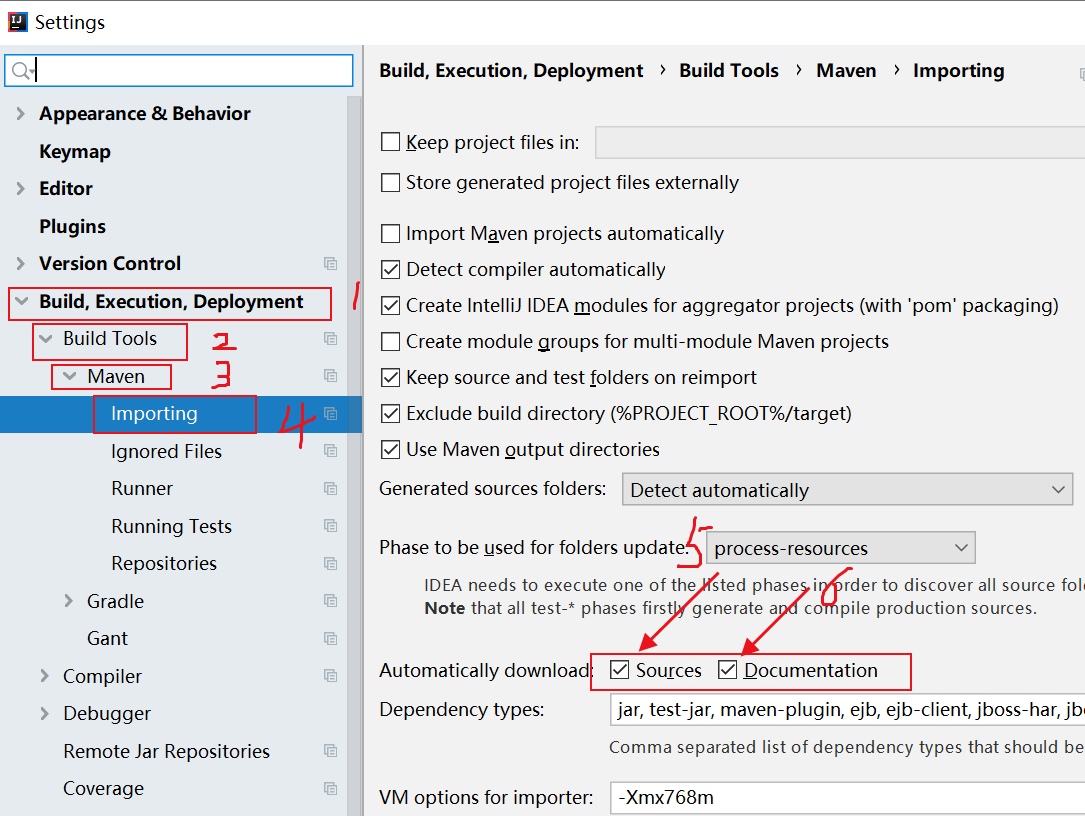 Settings
Build, Execution, Deployment › Build Tools › Maven › Importing
Appearance & Behavior
Keymap
Editor
Plugins
Version Control
Build, Execution, Deployment 1
Build Tools 2
Maven 3
Importing 4
Ignored Files
Runner
Running Tests
Repositories
Gradle
Gant
Compiler
Debugger
Remote Jar Repositories
Coverage
Keep project files in:
Store generated project files externally
Import Maven projects automatically
Detect compiler automatically
Create IntelliJ IDEA modules for aggregator projects (with 'pom' packaging)
Create module groups for multi-module Maven projects
Keep source and test folders on reimport
Exclude build directory (%PROJECT_ROOT%/target)
Use Maven output directories
Generated sources folders: Detect automatically
Phase to be used for folders update: 5 process-resources
IDEA needs to execute one of the listed phases in order to discover all source
Note that all test-* phases firstly generate and compile production sources.
6
Automatically download: Sources Documentation
Dependency types: jar, test-jar, maven-plugin, ejb, ejb-client, jboss-har,
Comma separated list of dependency types that should be
VM options for importer: -Xmx768m